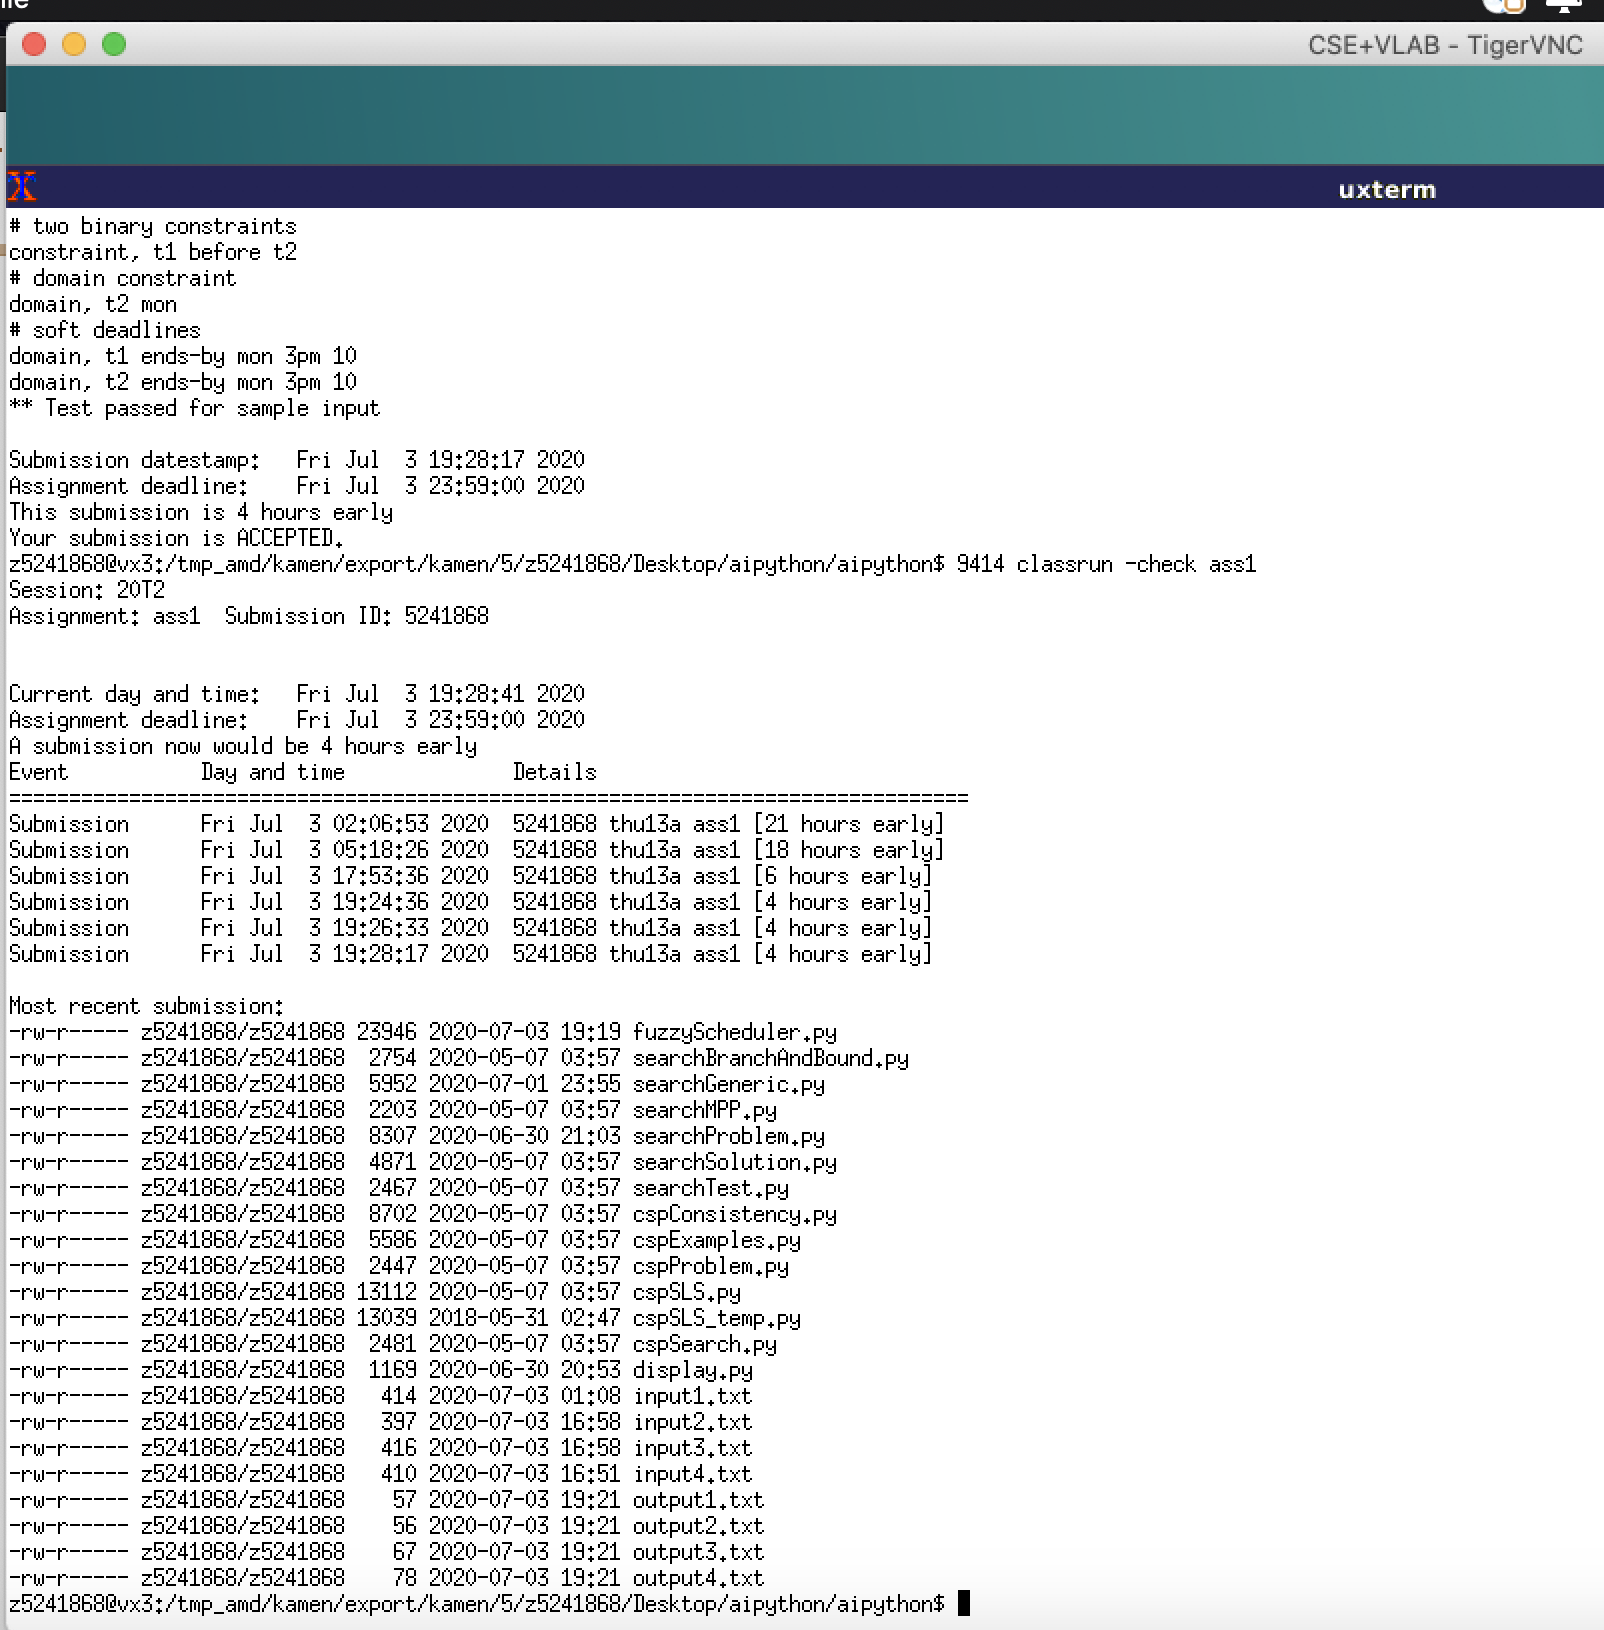 CSE+VLAB - TigerVNC
uxterm
# two binary constraints
constraint, t1 before t2
# domain constraint
domain, t2 mon
# soft deadlines
domain, t1 ends-by mon 3pm 10
domain, t2 ends-by mon 3pm 10
** Test passed for sample input
Submission datestamp:   Fri Jul  3 19:28:17 2020
Assignment deadline:    Fri Jul  3 23:59:00 2020
This submission is 4 hours early
Your submission is ACCEPTED.
z5241868@vx3:/tmp_amd/kamen/export/kamen/5/z5241868/Desktop/aipython/aipython$ 9414 classrun -check ass1
Session: 20T2
Assignment: ass1  Submission ID: 5241868
Current day and time:   Fri Jul  3 19:28:41 2020
Assignment deadline:    Fri Jul  3 23:59:00 2020
A submission now would be 4 hours early
Event           Day and time              Details
================================================================================
Submission      Fri Jul  3 02:06:53 2020  5241868 thu13a ass1 [21 hours early]
Submission      Fri Jul  3 05:18:26 2020  5241868 thu13a ass1 [18 hours early]
Submission      Fri Jul  3 17:53:36 2020  5241868 thu13a ass1 [6 hours early]
Submission      Fri Jul  3 19:24:36 2020  5241868 thu13a ass1 [4 hours early]
Submission      Fri Jul  3 19:26:33 2020  5241868 thu13a ass1 [4 hours early]
Submission      Fri Jul  3 19:28:17 2020  5241868 thu13a ass1 [4 hours early]
Most recent submission:
-rw-r----- z5241868/z5241868 23946 2020-07-03 19:19 fuzzyScheduler.py
-rw-r----- z5241868/z5241868  2754 2020-05-07 03:57 searchBranchAndBound.py
-rw-r----- z5241868/z5241868  5952 2020-07-01 23:55 searchGeneric.py
-rw-r----- z5241868/z5241868  2203 2020-05-07 03:57 searchMPP.py
-rw-r----- z5241868/z5241868  8307 2020-06-30 21:03 searchProblem.py
-rw-r----- z5241868/z5241868  4871 2020-05-07 03:57 searchSolution.py
-rw-r----- z5241868/z5241868  2467 2020-05-07 03:57 searchTest.py
-rw-r----- z5241868/z5241868  8702 2020-05-07 03:57 cspConsistency.py
-rw-r----- z5241868/z5241868  5586 2020-05-07 03:57 cspExamples.py
-rw-r----- z5241868/z5241868  2447 2020-05-07 03:57 cspProblem.py
-rw-r----- z5241868/z5241868 13112 2020-05-07 03:57 cspSLS.py
-rw-r----- z5241868/z5241868 13039 2018-05-31 02:47 cspSLS_temp.py
-rw-r----- z5241868/z5241868  2481 2020-05-07 03:57 cspSearch.py
-rw-r----- z5241868/z5241868  1169 2020-06-30 20:53 display.py
-rw-r----- z5241868/z5241868   414 2020-07-03 01:08 input1.txt
-rw-r----- z5241868/z5241868   397 2020-07-03 16:58 input2.txt
-rw-r----- z5241868/z5241868   416 2020-07-03 16:58 input3.txt
-rw-r----- z5241868/z5241868   410 2020-07-03 16:51 input4.txt
-rw-r----- z5241868/z5241868    57 2020-07-03 19:21 output1.txt
-rw-r----- z5241868/z5241868    56 2020-07-03 19:21 output2.txt
-rw-r----- z5241868/z5241868    67 2020-07-03 19:21 output3.txt
-rw-r----- z5241868/z5241868    78 2020-07-03 19:21 output4.txt
z5241868@vx3:/tmp_amd/kamen/export/kamen/5/z5241868/Desktop/aipython/aipython$